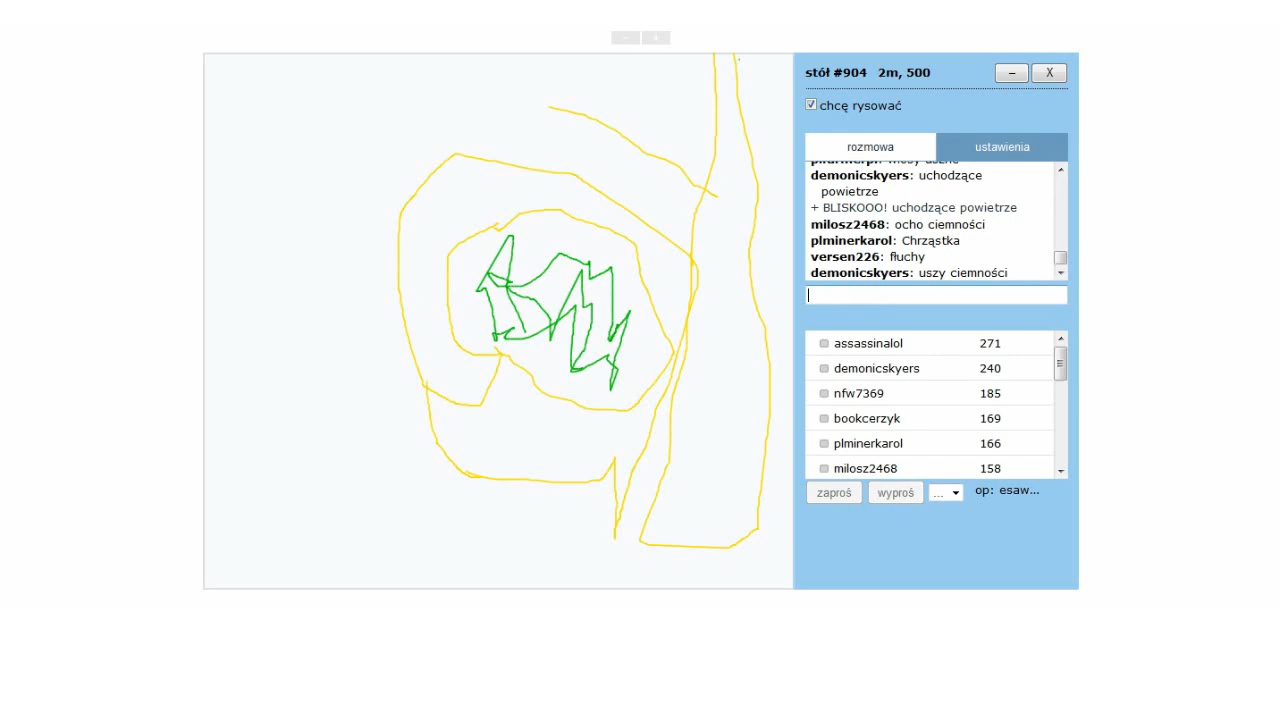 stół #904 2m, 500
–
X
chcę rysować
rozmowa
ustawienia
demonicskyers: uchodzące
powietrze
+ BLISKOOO! uchodzące powietrze
milosz2468: ocho ciemności
plminerkarol: Chrząstka
versen226: fłuchy
demonicskyers: uszy ciemności
assassinalol 271
demonicskyers 240
nfw7369 185
bookcerzyk 169
plminerkarol 166
milosz2468 158
zaproś
wyproś
...
op: esaw...